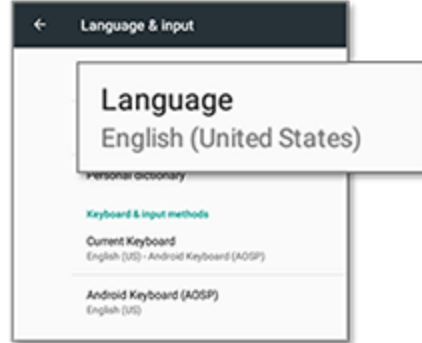 Language & input
Language
English (United States)
Personal dictionary
Keyboard & input methods
Current Keyboard
English (US) - Android Keyboard (AOSP)
Android Keyboard (AOSP)
English (US)